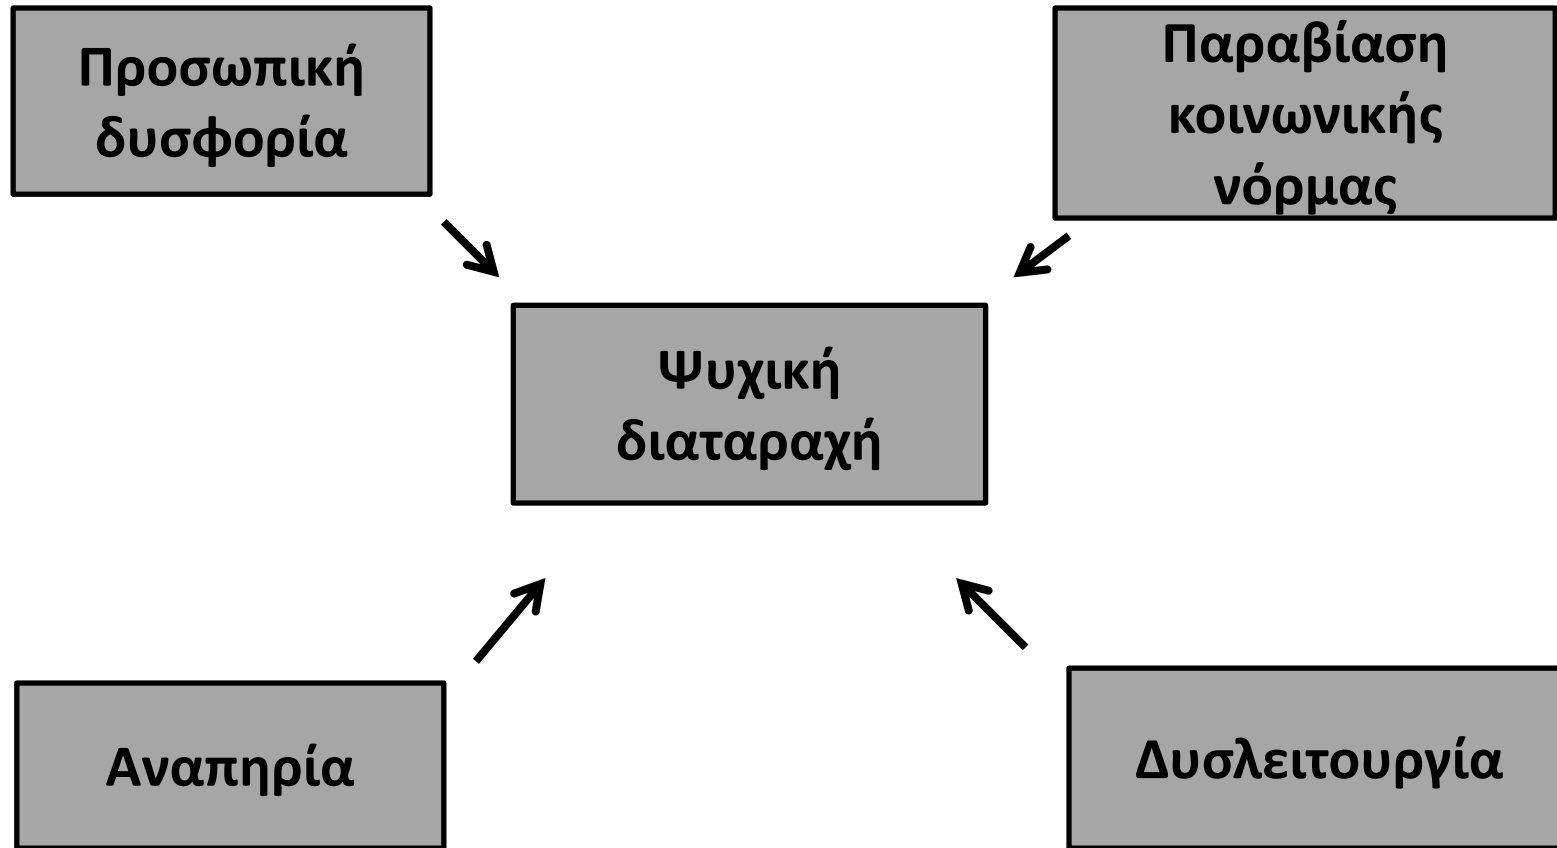 Προσωπική
δυσφορία
Παραβίαση
κοινωνικής
νόρμας
Ψυχική
διαταραχή
Αναπηρία
Δυσλειτουργία